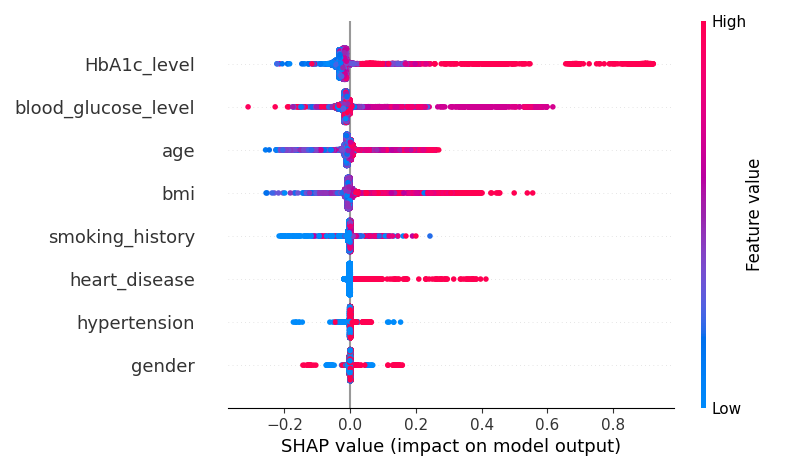 High
HbA1c_level
blood_glucose_level
age
bmi
smoking_history
heart_disease
hypertension
gender
Feature value
Low
−0.2 0.0 0.2 0.4 0.6 0.8
SHAP value (impact on model output)